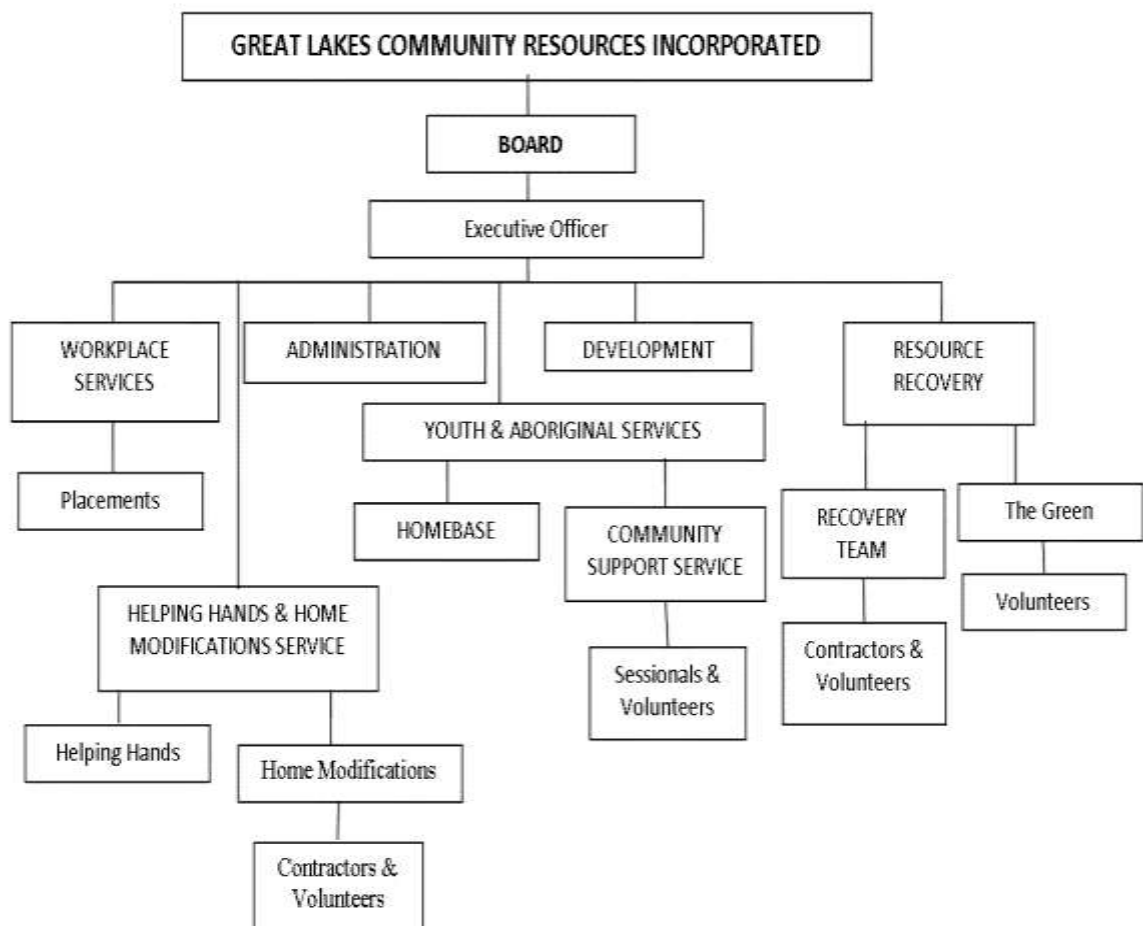 GREAT LAKES COMMUNITY RESOURCES INCORPORATED
BOARD
Executive Officer
WORKPLACE
SERVICES
ADMINISTRATION
DEVELOPMENT
RESOURCE
RECOVERY
YOUTH & ABORIGINAL SERVICES
Placements
HOMEBASE
COMMUNITY
SUPPORT SERVICE
RECOVERY
TEAM
The Green
Volunteers
HELPING HANDS & HOME
MODIFICATIONS SERVICE
Sessionals &
Volunteers
Contractors &
Volunteers
Helping Hands
Home Modifications
Contractors &
Volunteers